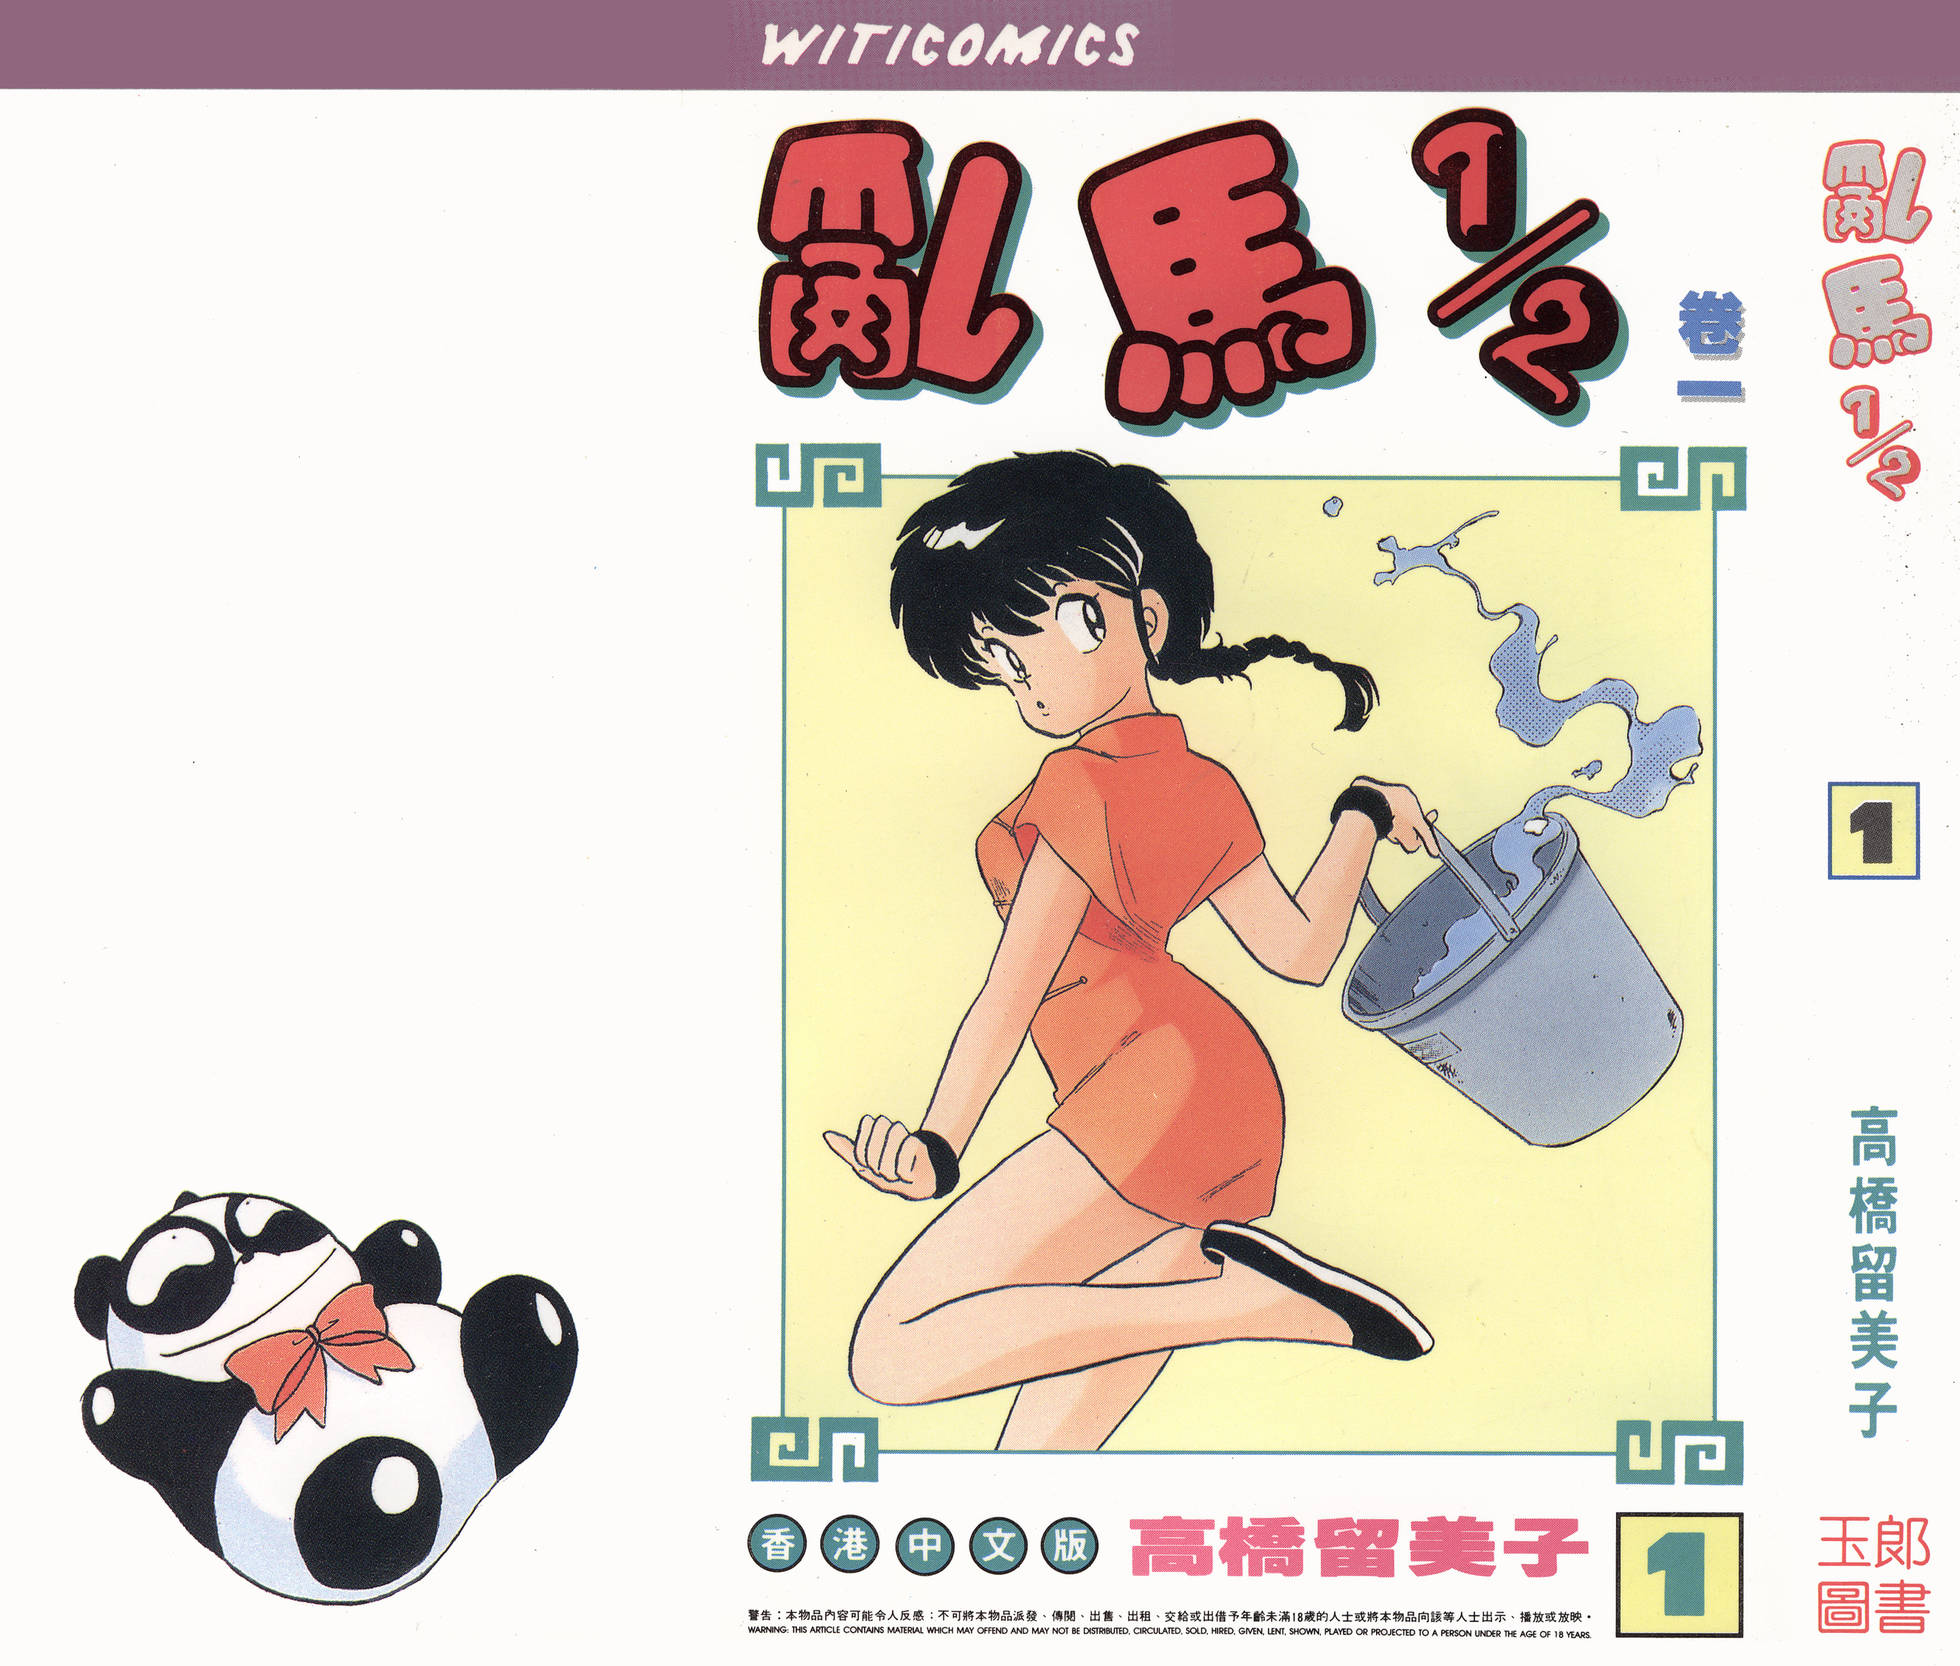 WITICOMICS
亂馬½
卷一
香港中文版
高橋留美子
1
警告：本物品內容可能令人反感；不可將本物品派發、傳閱、出售、出租、交給或出借予年齡未滿18歲的人士或將本物品向該等人士出示、播放或放映。
WARNING: THIS ARTICLE CONTAINS MATERIAL WHICH MAY OFFEND AND MAY NOT BE DISTRIBUTED, CIRCULATED, SOLD, HIRED, GIVEN, LENT, SHOWN, PLAYED OR PROJECTED TO A PERSON UNDER THE AGE OF 18 YEARS.
亂馬½
1
高橋留美子
玉郎
圖書